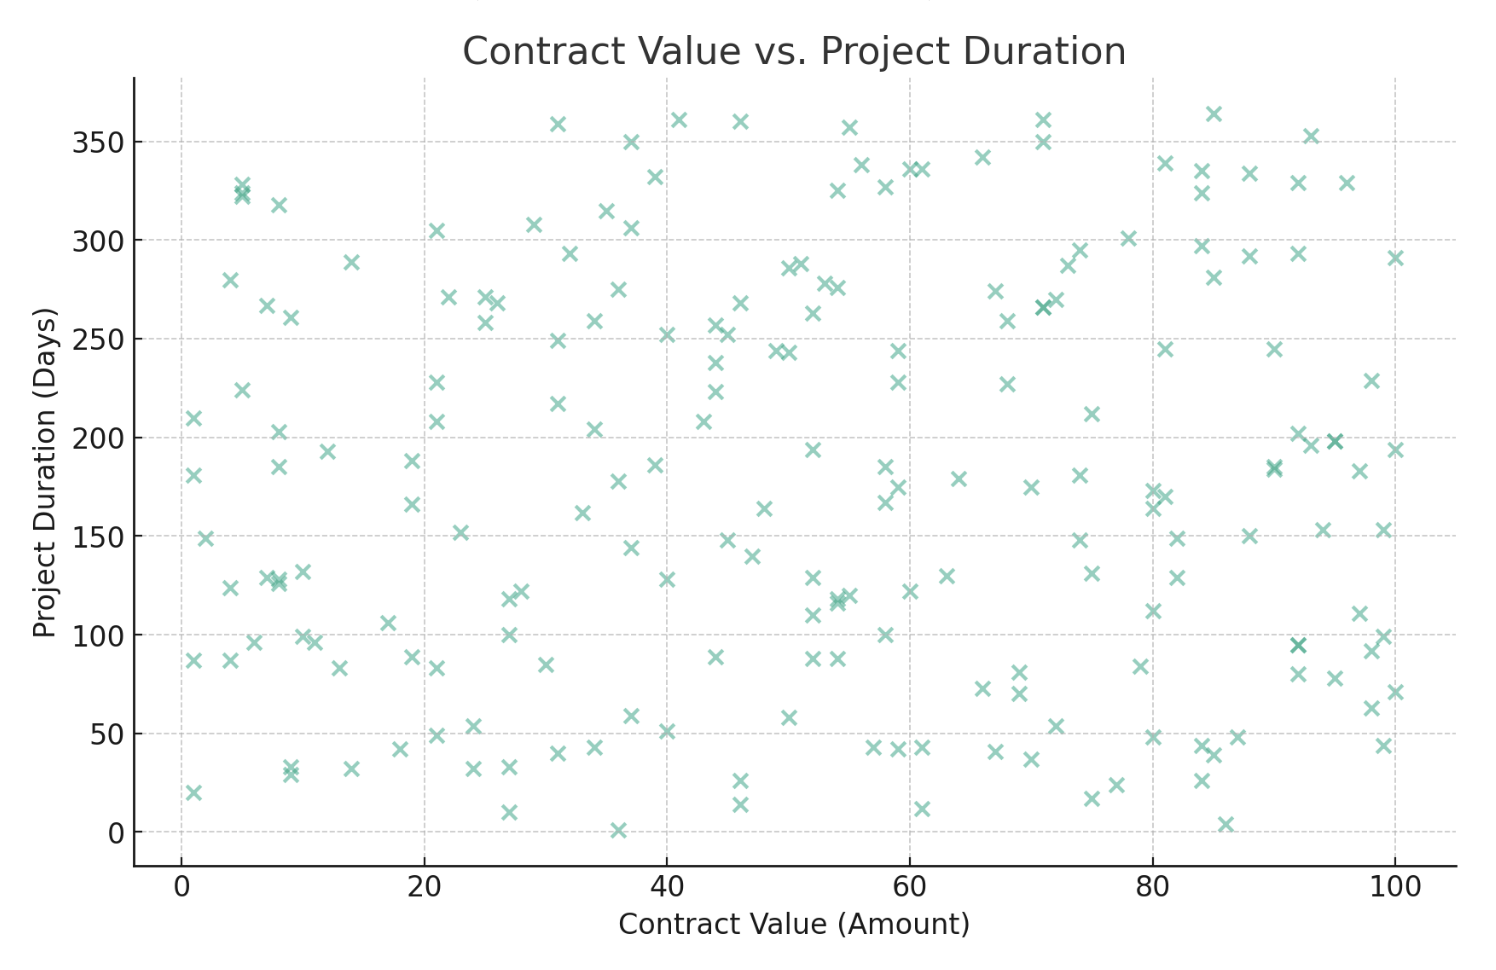 Contract Value vs. Project Duration
350
300
250
200
150
100
50
0
Project Duration (Days)
0 20 40 60 80 100
Contract Value (Amount)